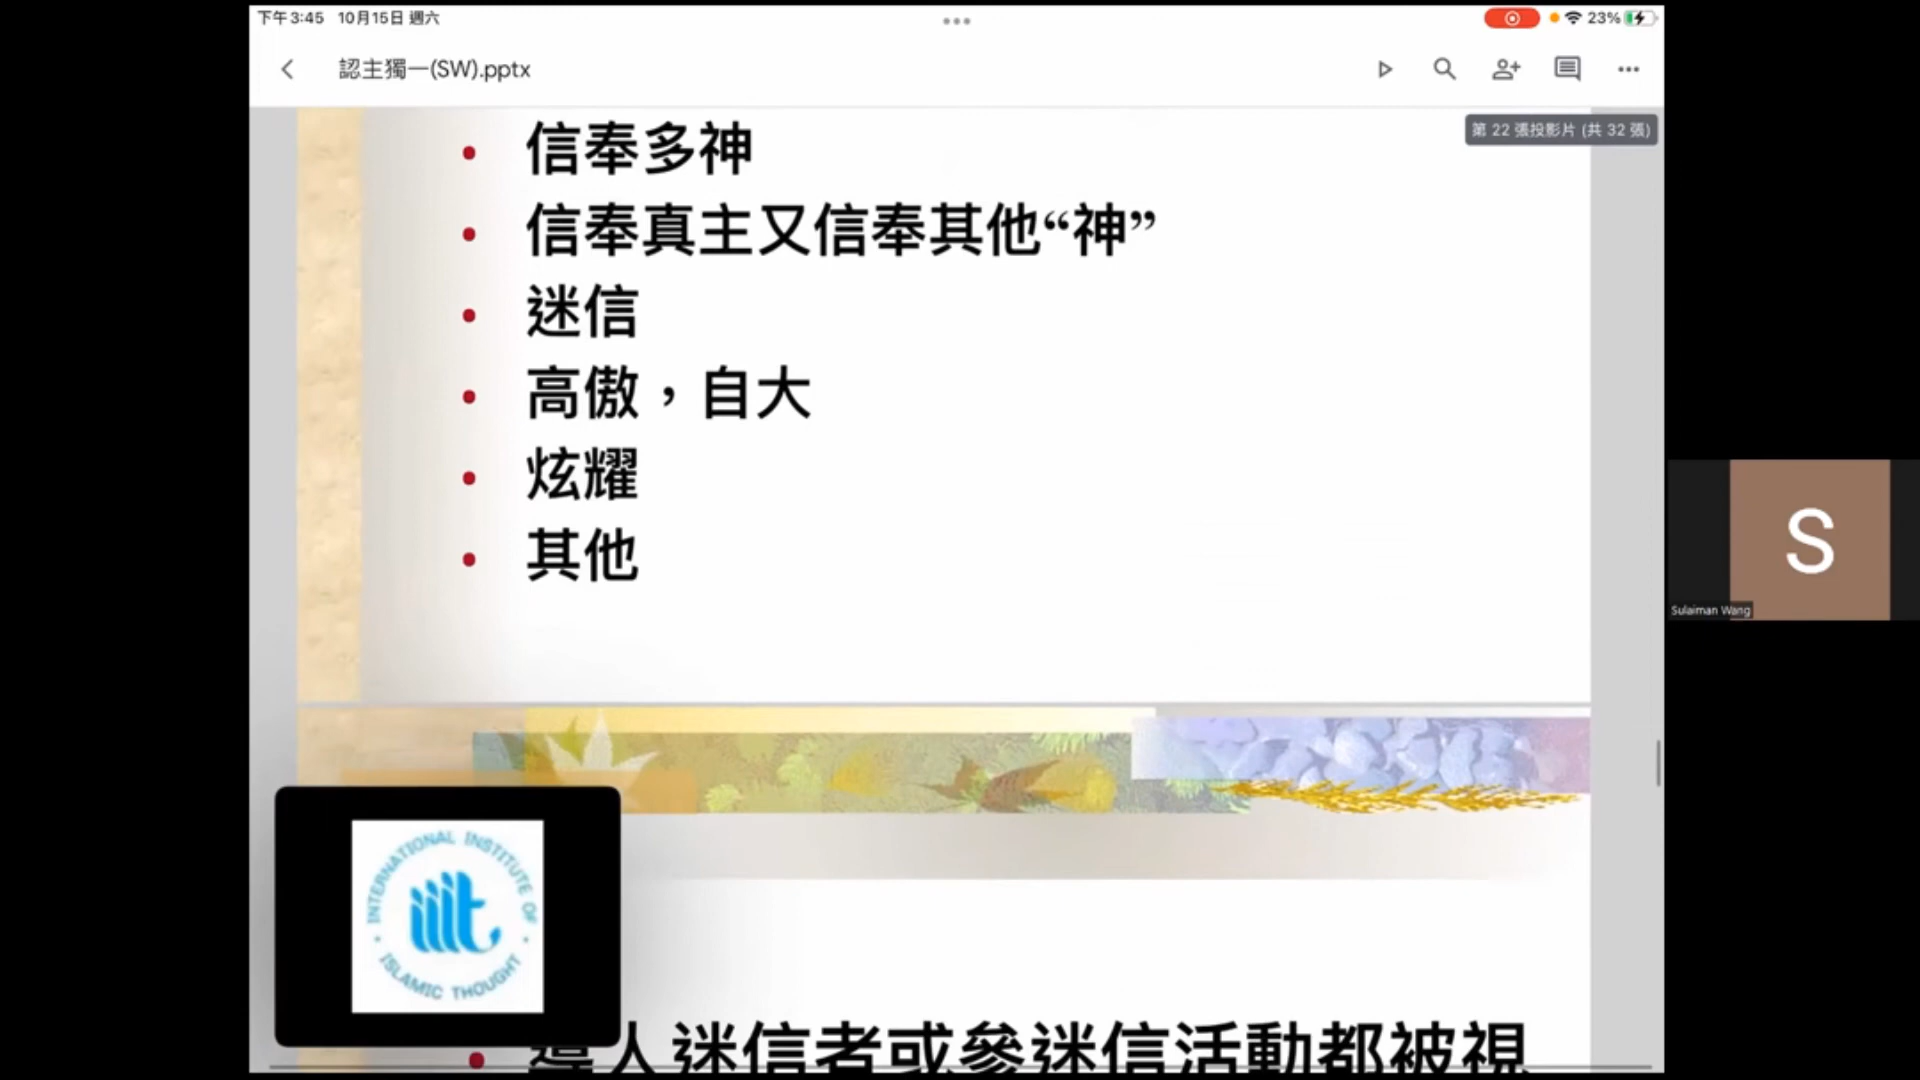 下午3:45 10月15日 週六
23%
認主獨一(SW).pptx
第 22 張投影片 (共 32 張)
信奉多神
信奉真主又信奉其他“神”
迷信
高傲，自大
炫耀
其他
S
Sulaiman Wang
INTERNATIONAL INSTITUTE OF
iiit
ISLAMIC THOUGHT
人迷信者或參迷信活動都被視